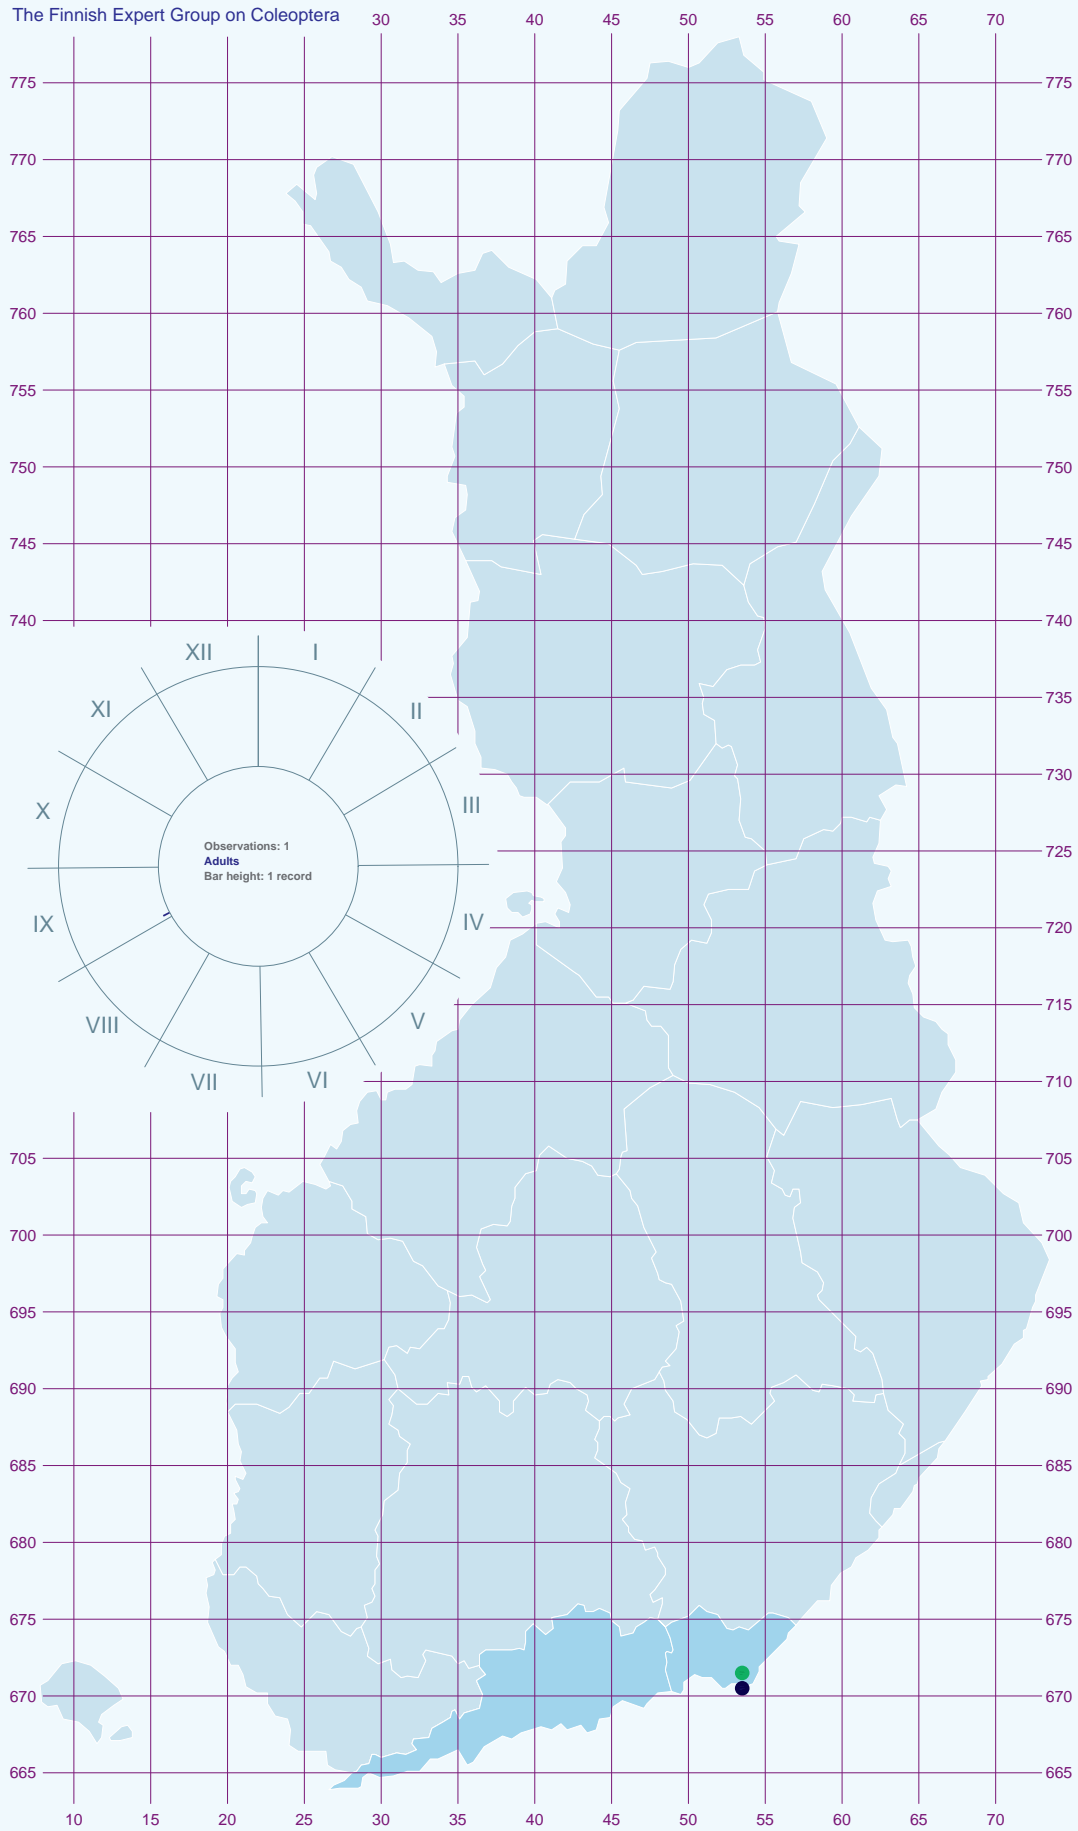 The Finnish Expert Group on Coleoptera 30 35 40 45 50 55 60 65 70
775 775
770 770
765 765
760 760
755 755
750 750
745 745
740 740
XII I
XI II
735
730
X III
Observations: 1
725
Adults
Bar height: 1 record
IX IV 720
715
VIII V
VII VI 710 710
705 705
700 700
695 695
690 690
685 685
680 680
675 675
670 670
665 665
10 15 20 25 30 35 40 45 50 55 60 65 70